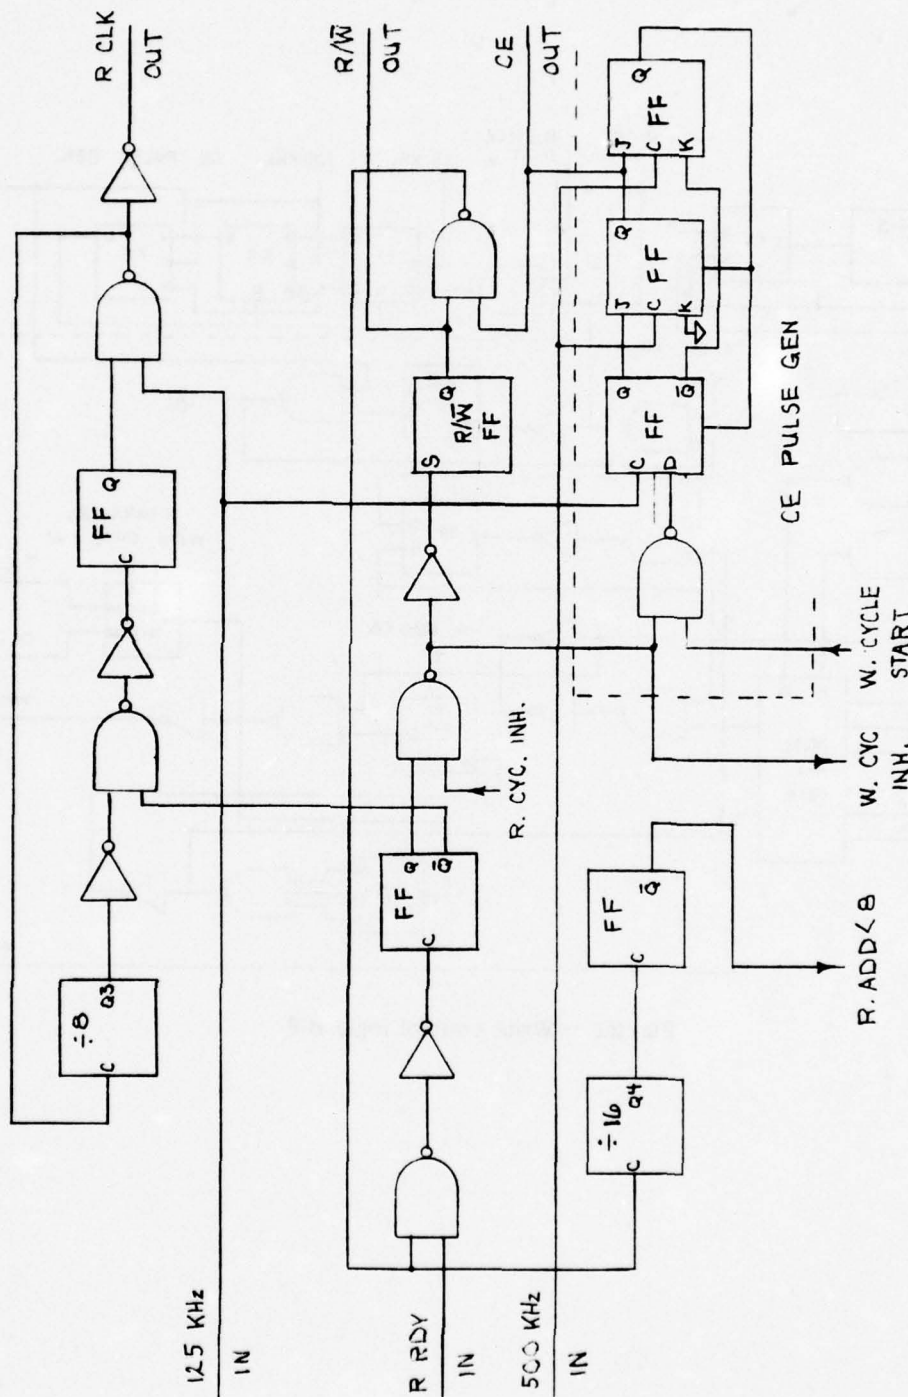 R CLK
OUT
R/W̅
OUT
CE
OUT
FF
Q
C
FF
Q
J
C
K
FF
Q
J
C
K
FF
Q
Q̅
C
D
R/W̅
FF
Q
S
CE PULSE GEN
W. CYCLE
START
W. CYC
INH.
R. CYC. INH.
FF
Q
Q̅
C
FF
Q̅
C
R. ADD<8
÷8
Q3
C
÷16
Q4
C
125 KHz
IN
R RDY
IN
500 KHz
IN